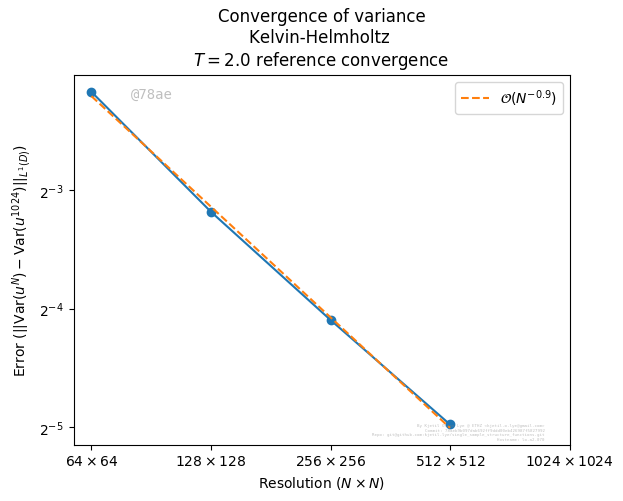 Convergence of variance
Kelvin-Helmholtz
T = 2.0 reference convergence
@78ae
O(N^{-0.9})
Error (||Var(u^N) − Var(u^{1024})||_{L^1(D)})
2^{-3}
2^{-4}
2^{-5}
64 × 64
128 × 128
256 × 256
512 × 512
1024 × 1024
Resolution (N × N)